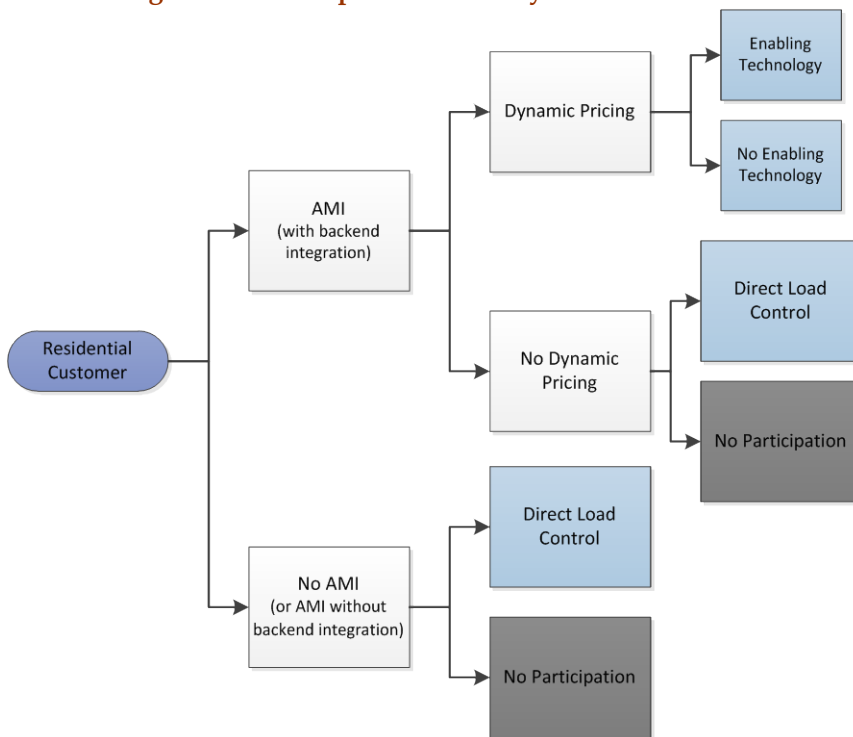 Enabling
Technology
Dynamic Pricing
No Enabling
Technology
AMI
(with backend
integration)
Direct Load
Control
Residential
Customer
No Dynamic
Pricing
No Participation
Direct Load
Control
No AMI
(or AMI without
backend integration)
No Participation